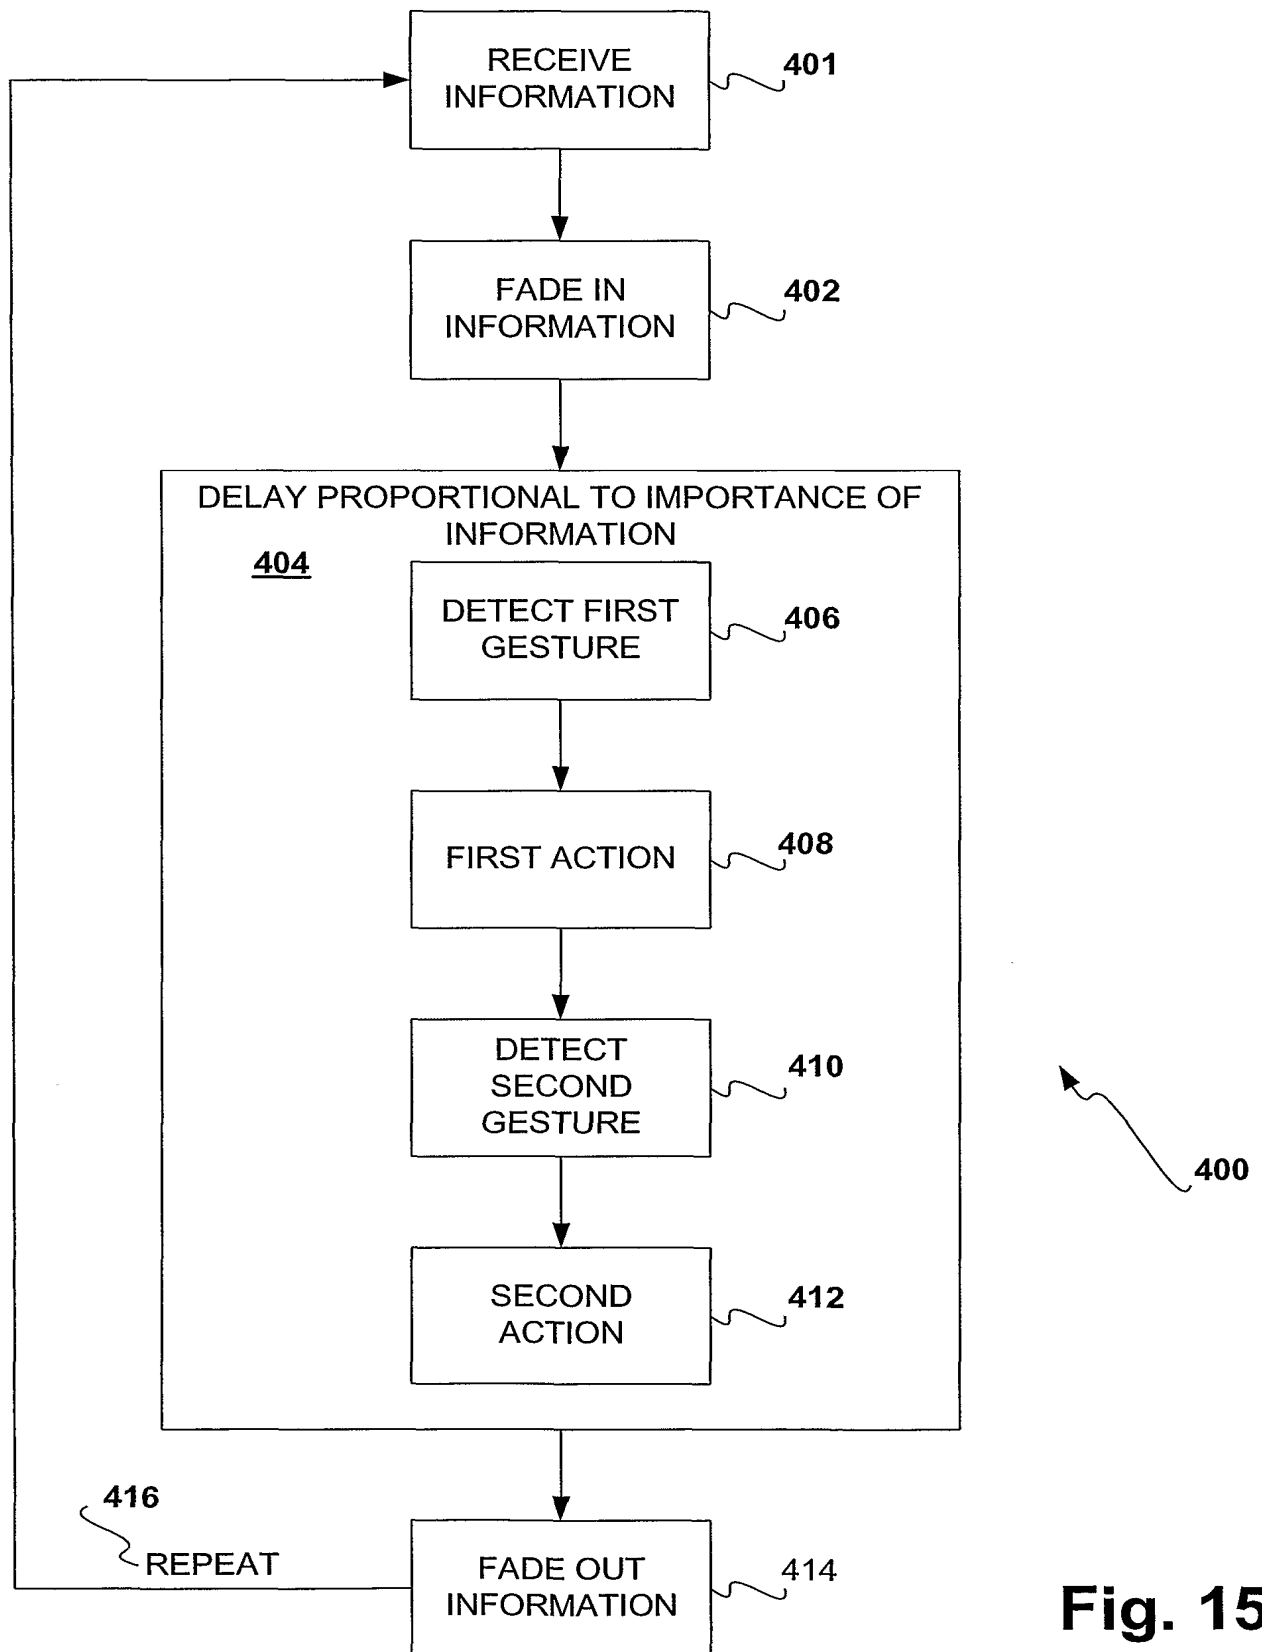 RECEIVE
INFORMATION
401
FADE IN
INFORMATION
402
DELAY PROPORTIONAL TO IMPORTANCE OF
INFORMATION
404
DETECT FIRST
GESTURE
406
FIRST ACTION
408
DETECT
SECOND
GESTURE
410
400
SECOND
ACTION
412
416
REPEAT
FADE OUT
INFORMATION
414
Fig. 15